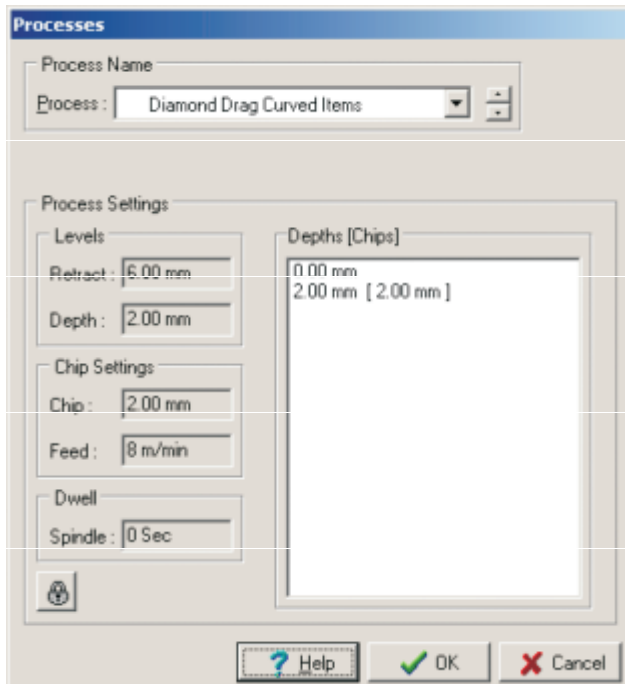 Processes
Process Name
Process : Diamond Drag Curved Items
Process Settings
Levels
Retract : 6.00 mm
Depth : 2.00 mm
Chip Settings
Chip : 2.00 mm
Feed : 8 m/min
Dwell
Spindle : 0 Sec
Depths [Chips]
0.00 mm
2.00 mm [ 2.00 mm ]
? Help
OK
Cancel